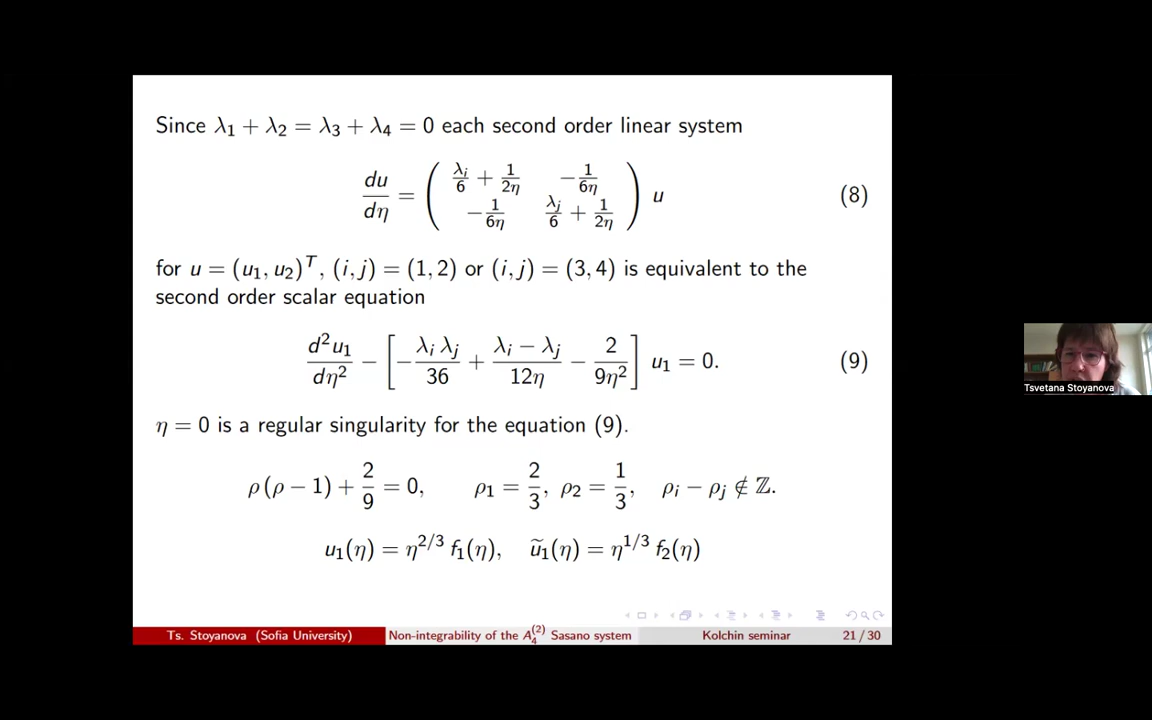 Since λ₁ + λ₂ = λ₃ + λ₄ = 0 each second order linear system
du/dη = ( λᵢ/6 + 1/(2η)   −1/(6η) ; −1/(6η)   λⱼ/6 + 1/(2η) ) u   (8)
for u = (u₁, u₂)ᵀ, (i, j) = (1, 2) or (i, j) = (3, 4) is equivalent to the
second order scalar equation
d²u₁/dη² − [ −λᵢ λⱼ/36 + (λᵢ − λⱼ)/(12η) − 2/(9η²) ] u₁ = 0.   (9)
η = 0 is a regular singularity for the equation (9).
ρ(ρ − 1) + 2/9 = 0,   ρ₁ = 2/3, ρ₂ = 1/3,   ρᵢ − ρⱼ ∉ ℤ.
u₁(η) = η^{2/3} f₁(η),   ũ₁(η) = η^{1/3} f₂(η)
Ts. Stoyanova (Sofia University)   Non-integrability of the A₄⁽²⁾ Sasano system   Kolchin seminar   21 / 30
Tsvetana Stoyanova